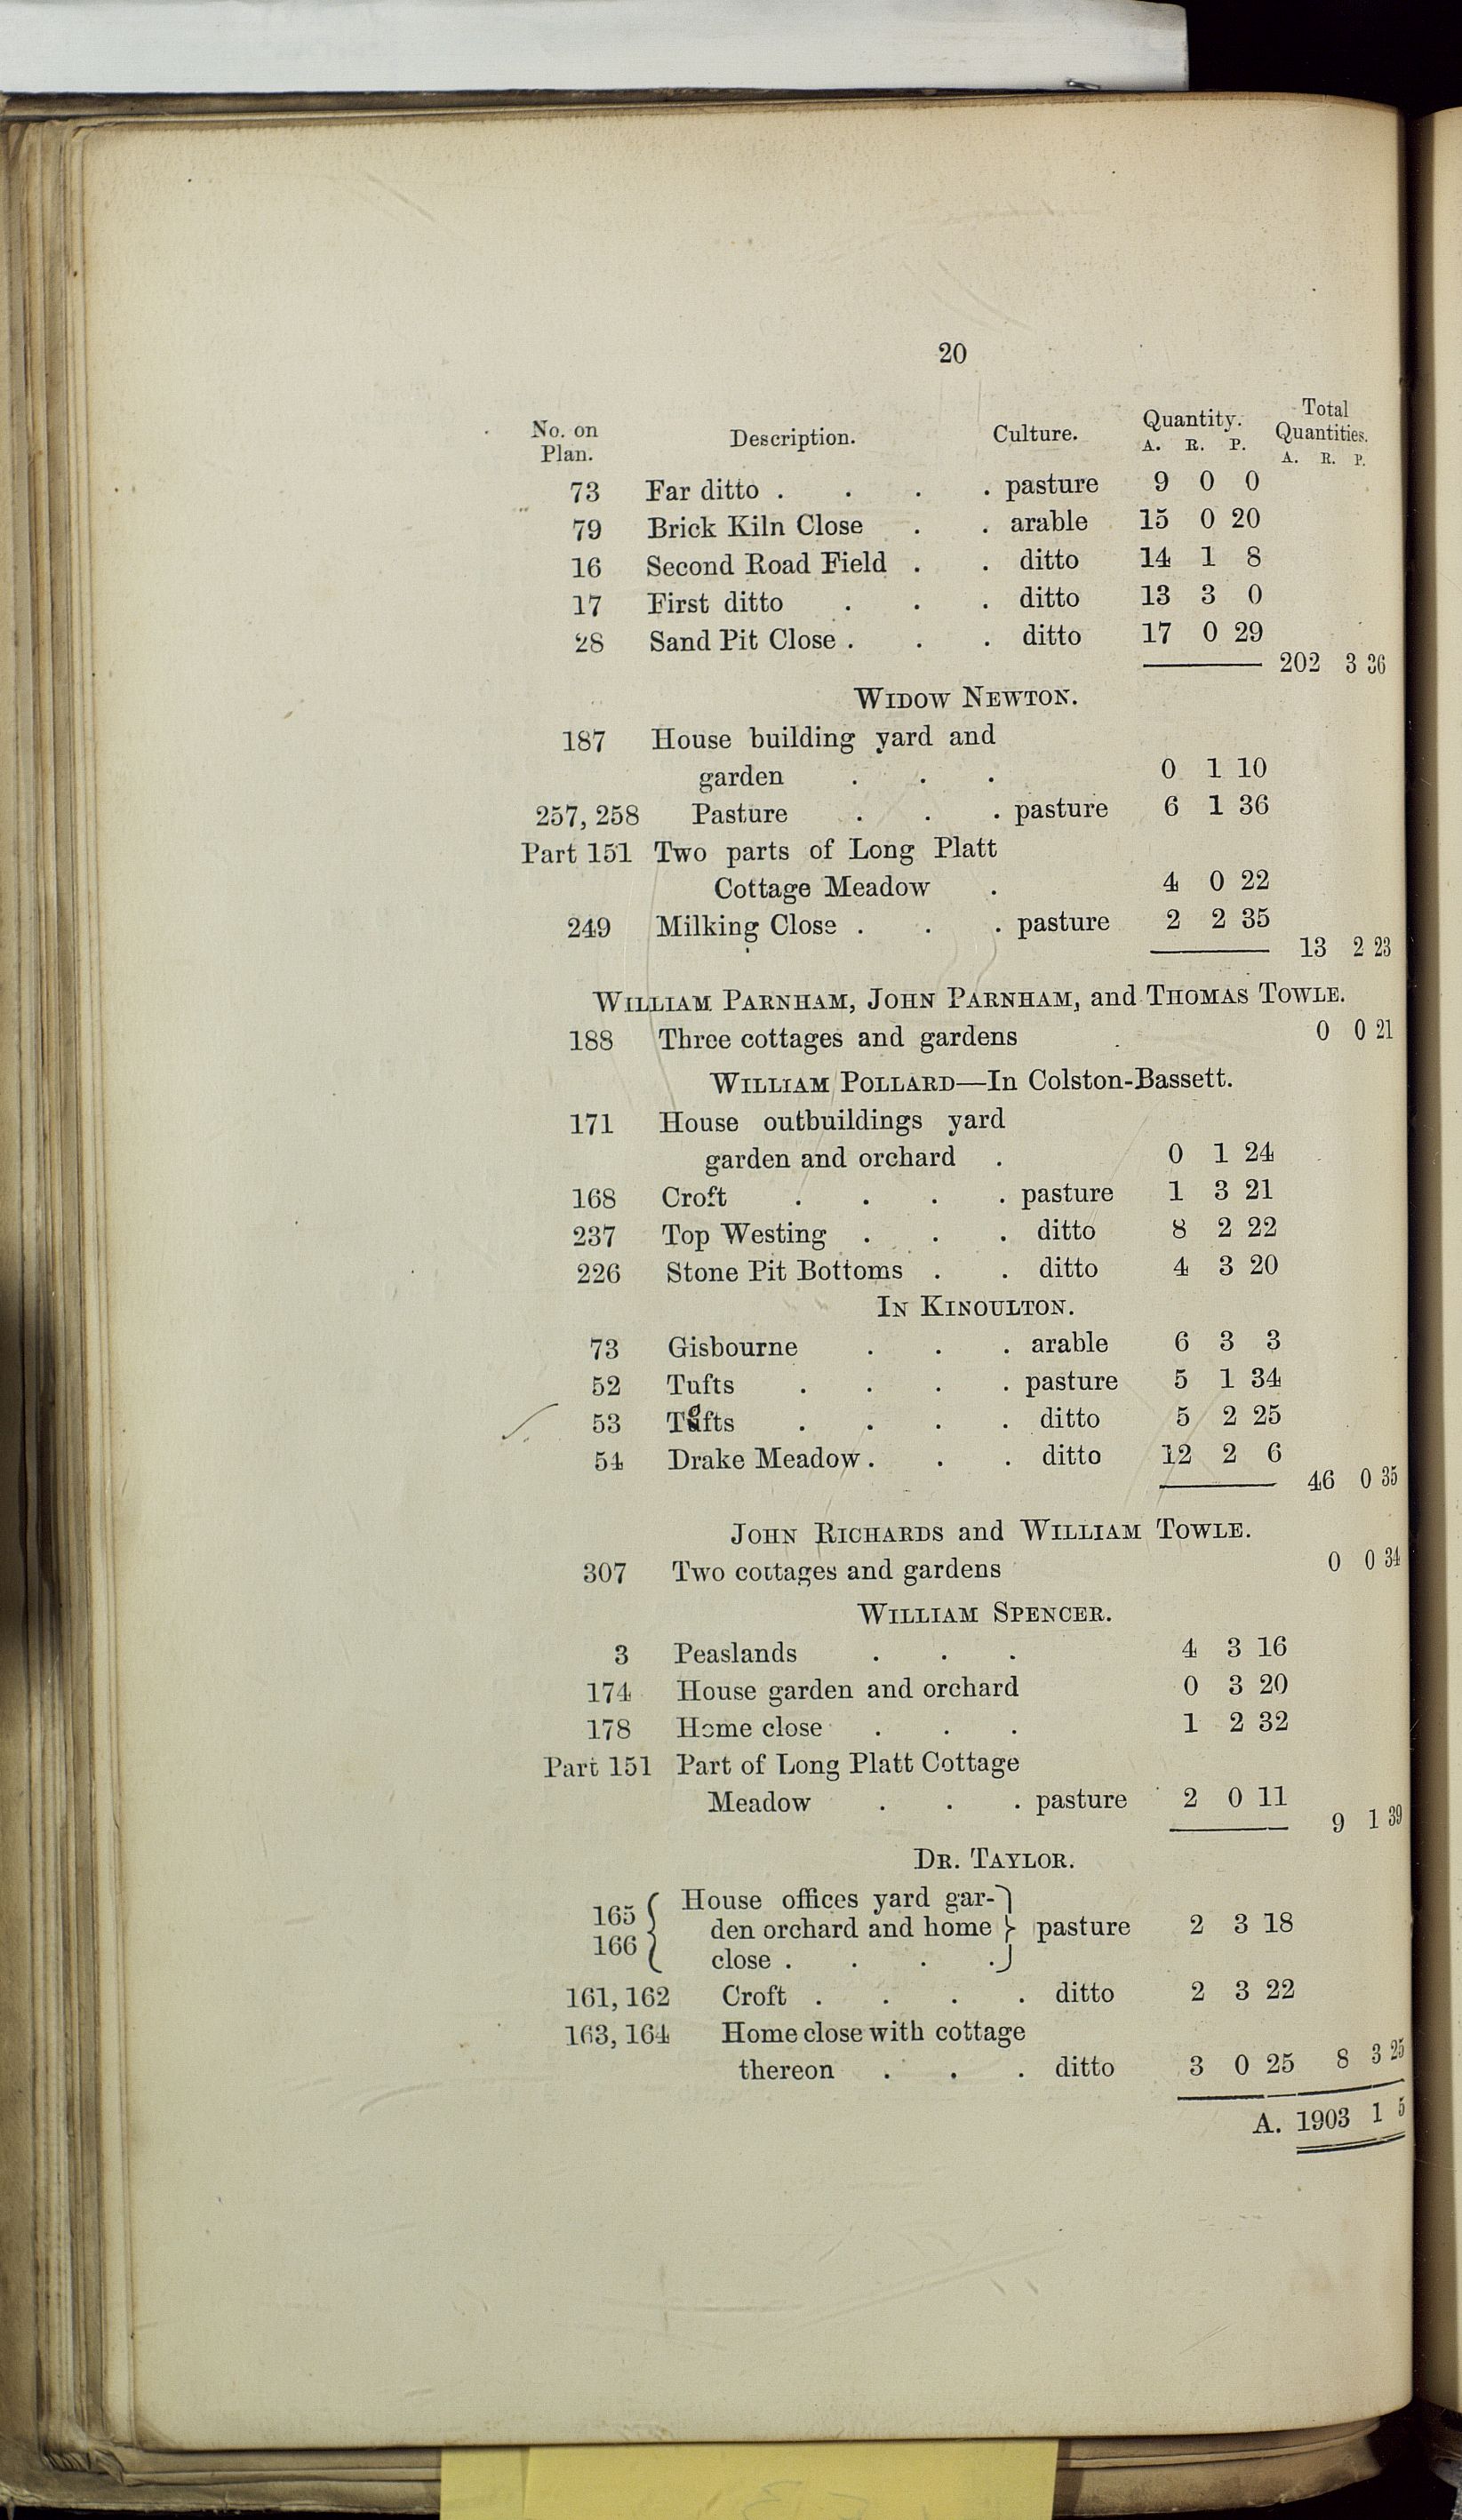 20
No. on Plan. Description. Culture. Quantity. Total Quantities.
A. R. P. A. R. P.
73 Far ditto . . . . pasture 9 0 0
79 Brick Kiln Close . . arable 15 0 20
16 Second Road Field . . ditto 14 1 8
17 First ditto . . . ditto 13 3 0
28 Sand Pit Close . . . ditto 17 0 29
202 3 36
WIDOW NEWTON.
187 House building yard and
garden . . . 0 1 10
257, 258 Pasture . . . pasture 6 1 36
Part 151 Two parts of Long Platt
Cottage Meadow . 4 0 22
249 Milking Close . . . pasture 2 2 35
13 2 23
WILLIAM PARNHAM, JOHN PARNHAM, and THOMAS TOWLE.
188 Three cottages and gardens 0 0 21
WILLIAM POLLARD—In Colston-Bassett.
171 House outbuildings yard
garden and orchard . 0 1 24
168 Croft . . . . pasture 1 3 21
237 Top Westing . . . ditto 8 2 22
226 Stone Pit Bottoms . . ditto 4 3 20
IN KINOULTON.
73 Gisbourne . . . arable 6 3 3
52 Tufts . . . . pasture 5 1 34
53 Tofts . . . . ditto 5 2 25
54 Drake Meadow . . . ditto 12 2 6
46 0 35
JOHN RICHARDS and WILLIAM TOWLE.
307 Two cottages and gardens 0 0 34
WILLIAM SPENCER.
3 Peaslands . . . 4 3 16
174 House garden and orchard 0 3 20
178 Home close . . . 1 2 32
Part 151 Part of Long Platt Cottage
Meadow . . . pasture 2 0 11
9 1 39
DR. TAYLOR.
165 House offices yard gar-
166 den orchard and home pasture 2 3 18
close . . . .
161, 162 Croft . . . . ditto 2 3 22
163, 164 Home close with cottage
thereon . . . ditto 3 0 25 8 3 25
A. 1903 1 5